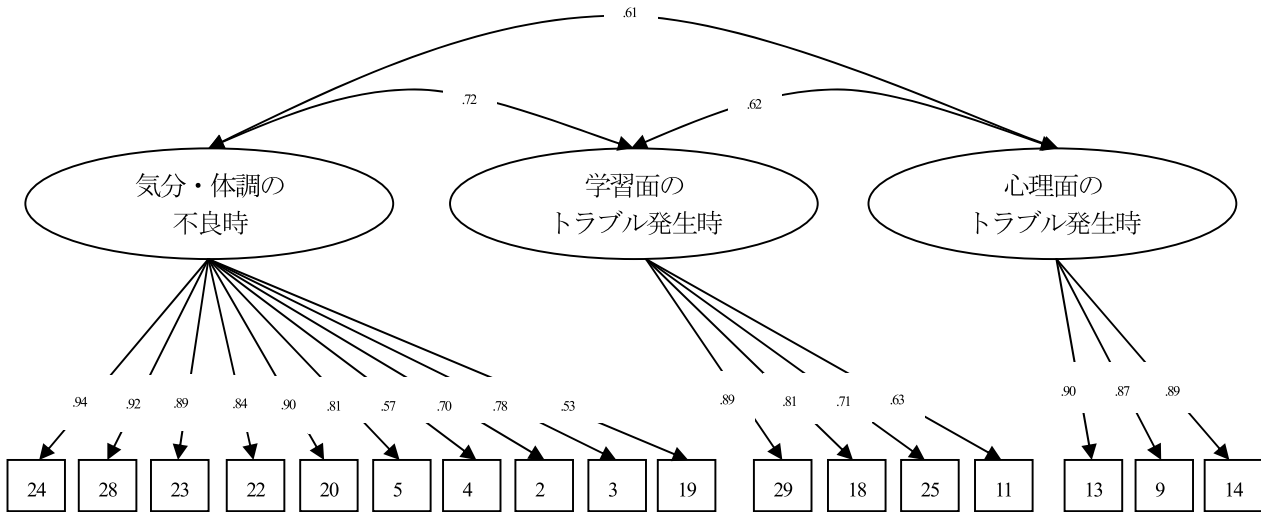 .61
.72
.62
気分・体調の
不良時
学習面の
トラブル発生時
心理面の
トラブル発生時
.94 .92 .89 .84 .90 .81 .57 .70 .78 .53 .89 .81 .71 .63 .90 .87 .89
24 28 23 22 20 5 4 2 3 19 29 18 25 11 13 9 14